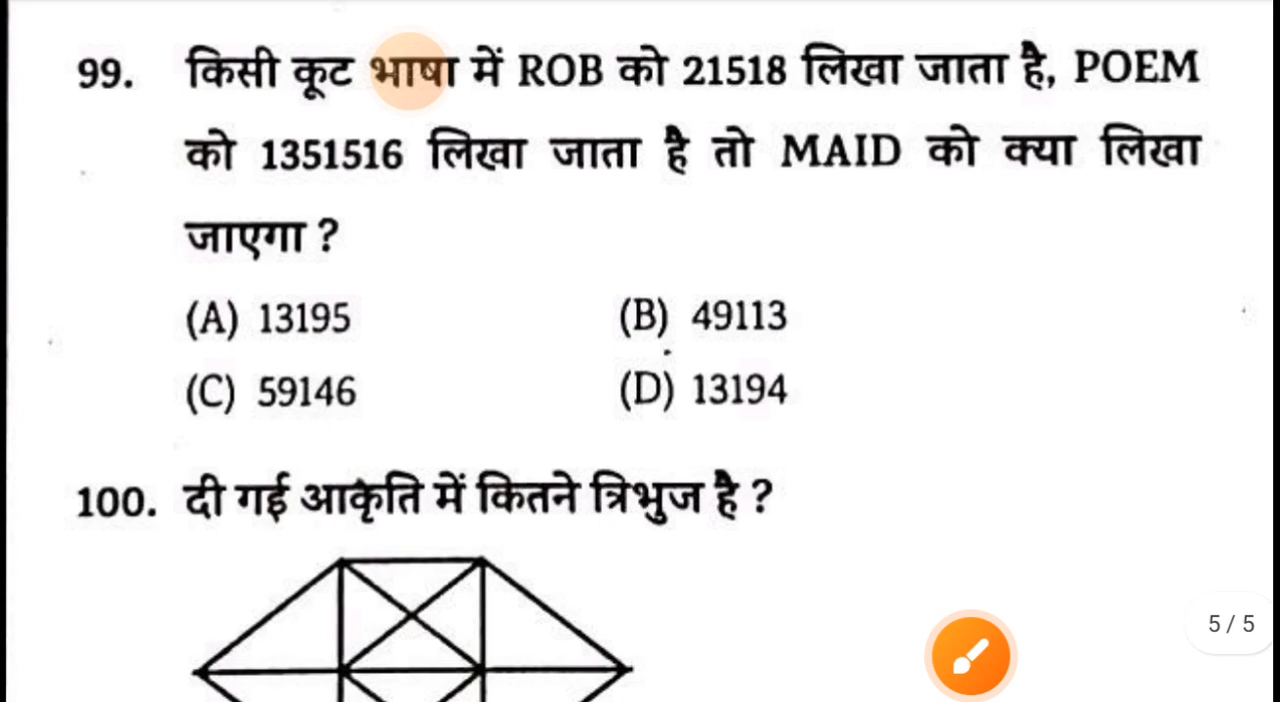 99. किसी कूट भाषा में ROB को 21518 लिखा जाता है, POEM
को 1351516 लिखा जाता है तो MAID को क्या लिखा
जाएगा ?
(A) 13195 (B) 49113
(C) 59146 (D) 13194
100. दी गई आकृति में कितने त्रिभुज है ?
5 / 5